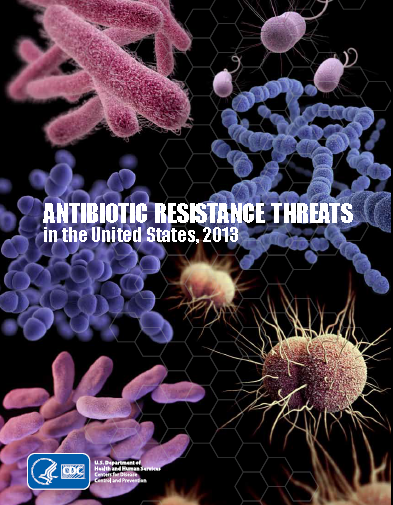 ANTIBIOTIC RESISTANCE THREATS
in the United States, 2013
CDC
U.S. Department of
Health and Human Services
Centers for Disease
Control and Prevention